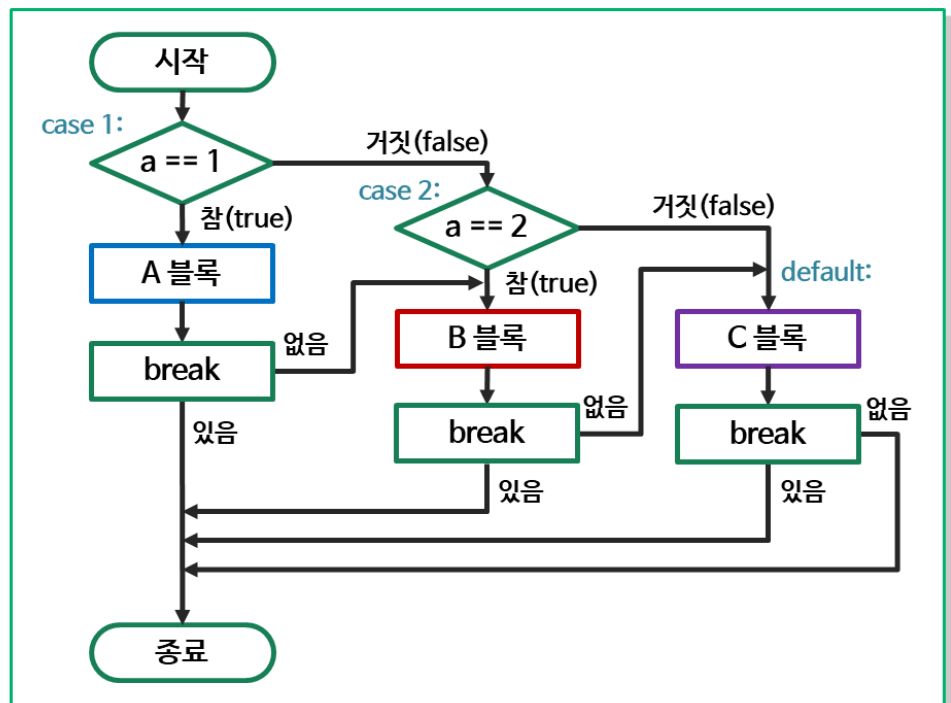 시작
case 1:
a == 1
거짓(false)
case 2:
a == 2
거짓(false)
참(true)
A 블록
참(true)
default:
B 블록
C 블록
없음
break
없음
없음
break
break
있음
있음
있음
종료